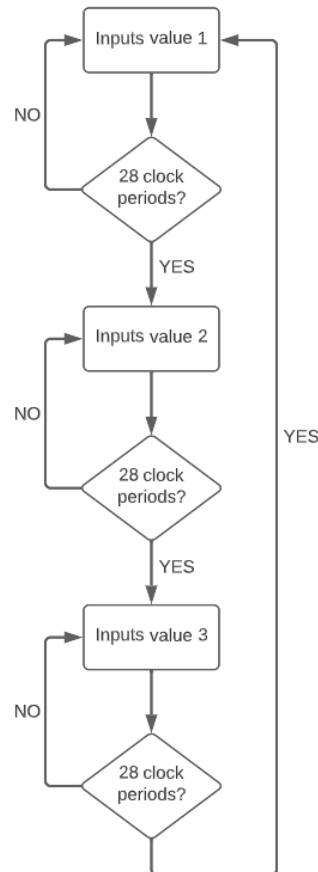 Inputs value 1
NO
28 clock
periods?
YES
Inputs value 2
NO
YES
28 clock
periods?
YES
Inputs value 3
NO
28 clock
periods?